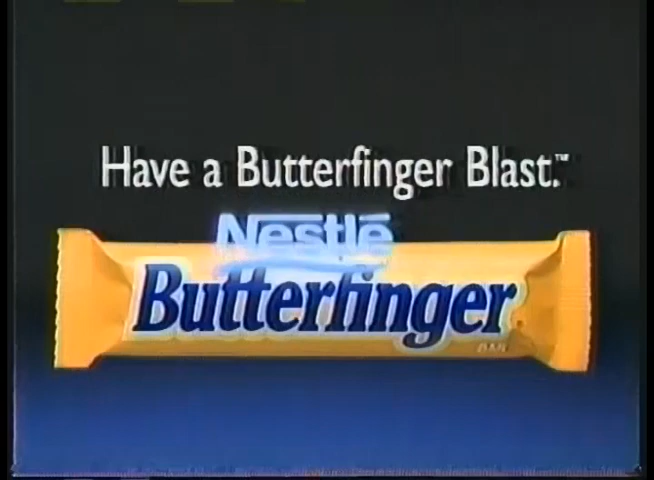 Have a Butterfinger Blast.™
Nestlé
Butterfinger
BAR